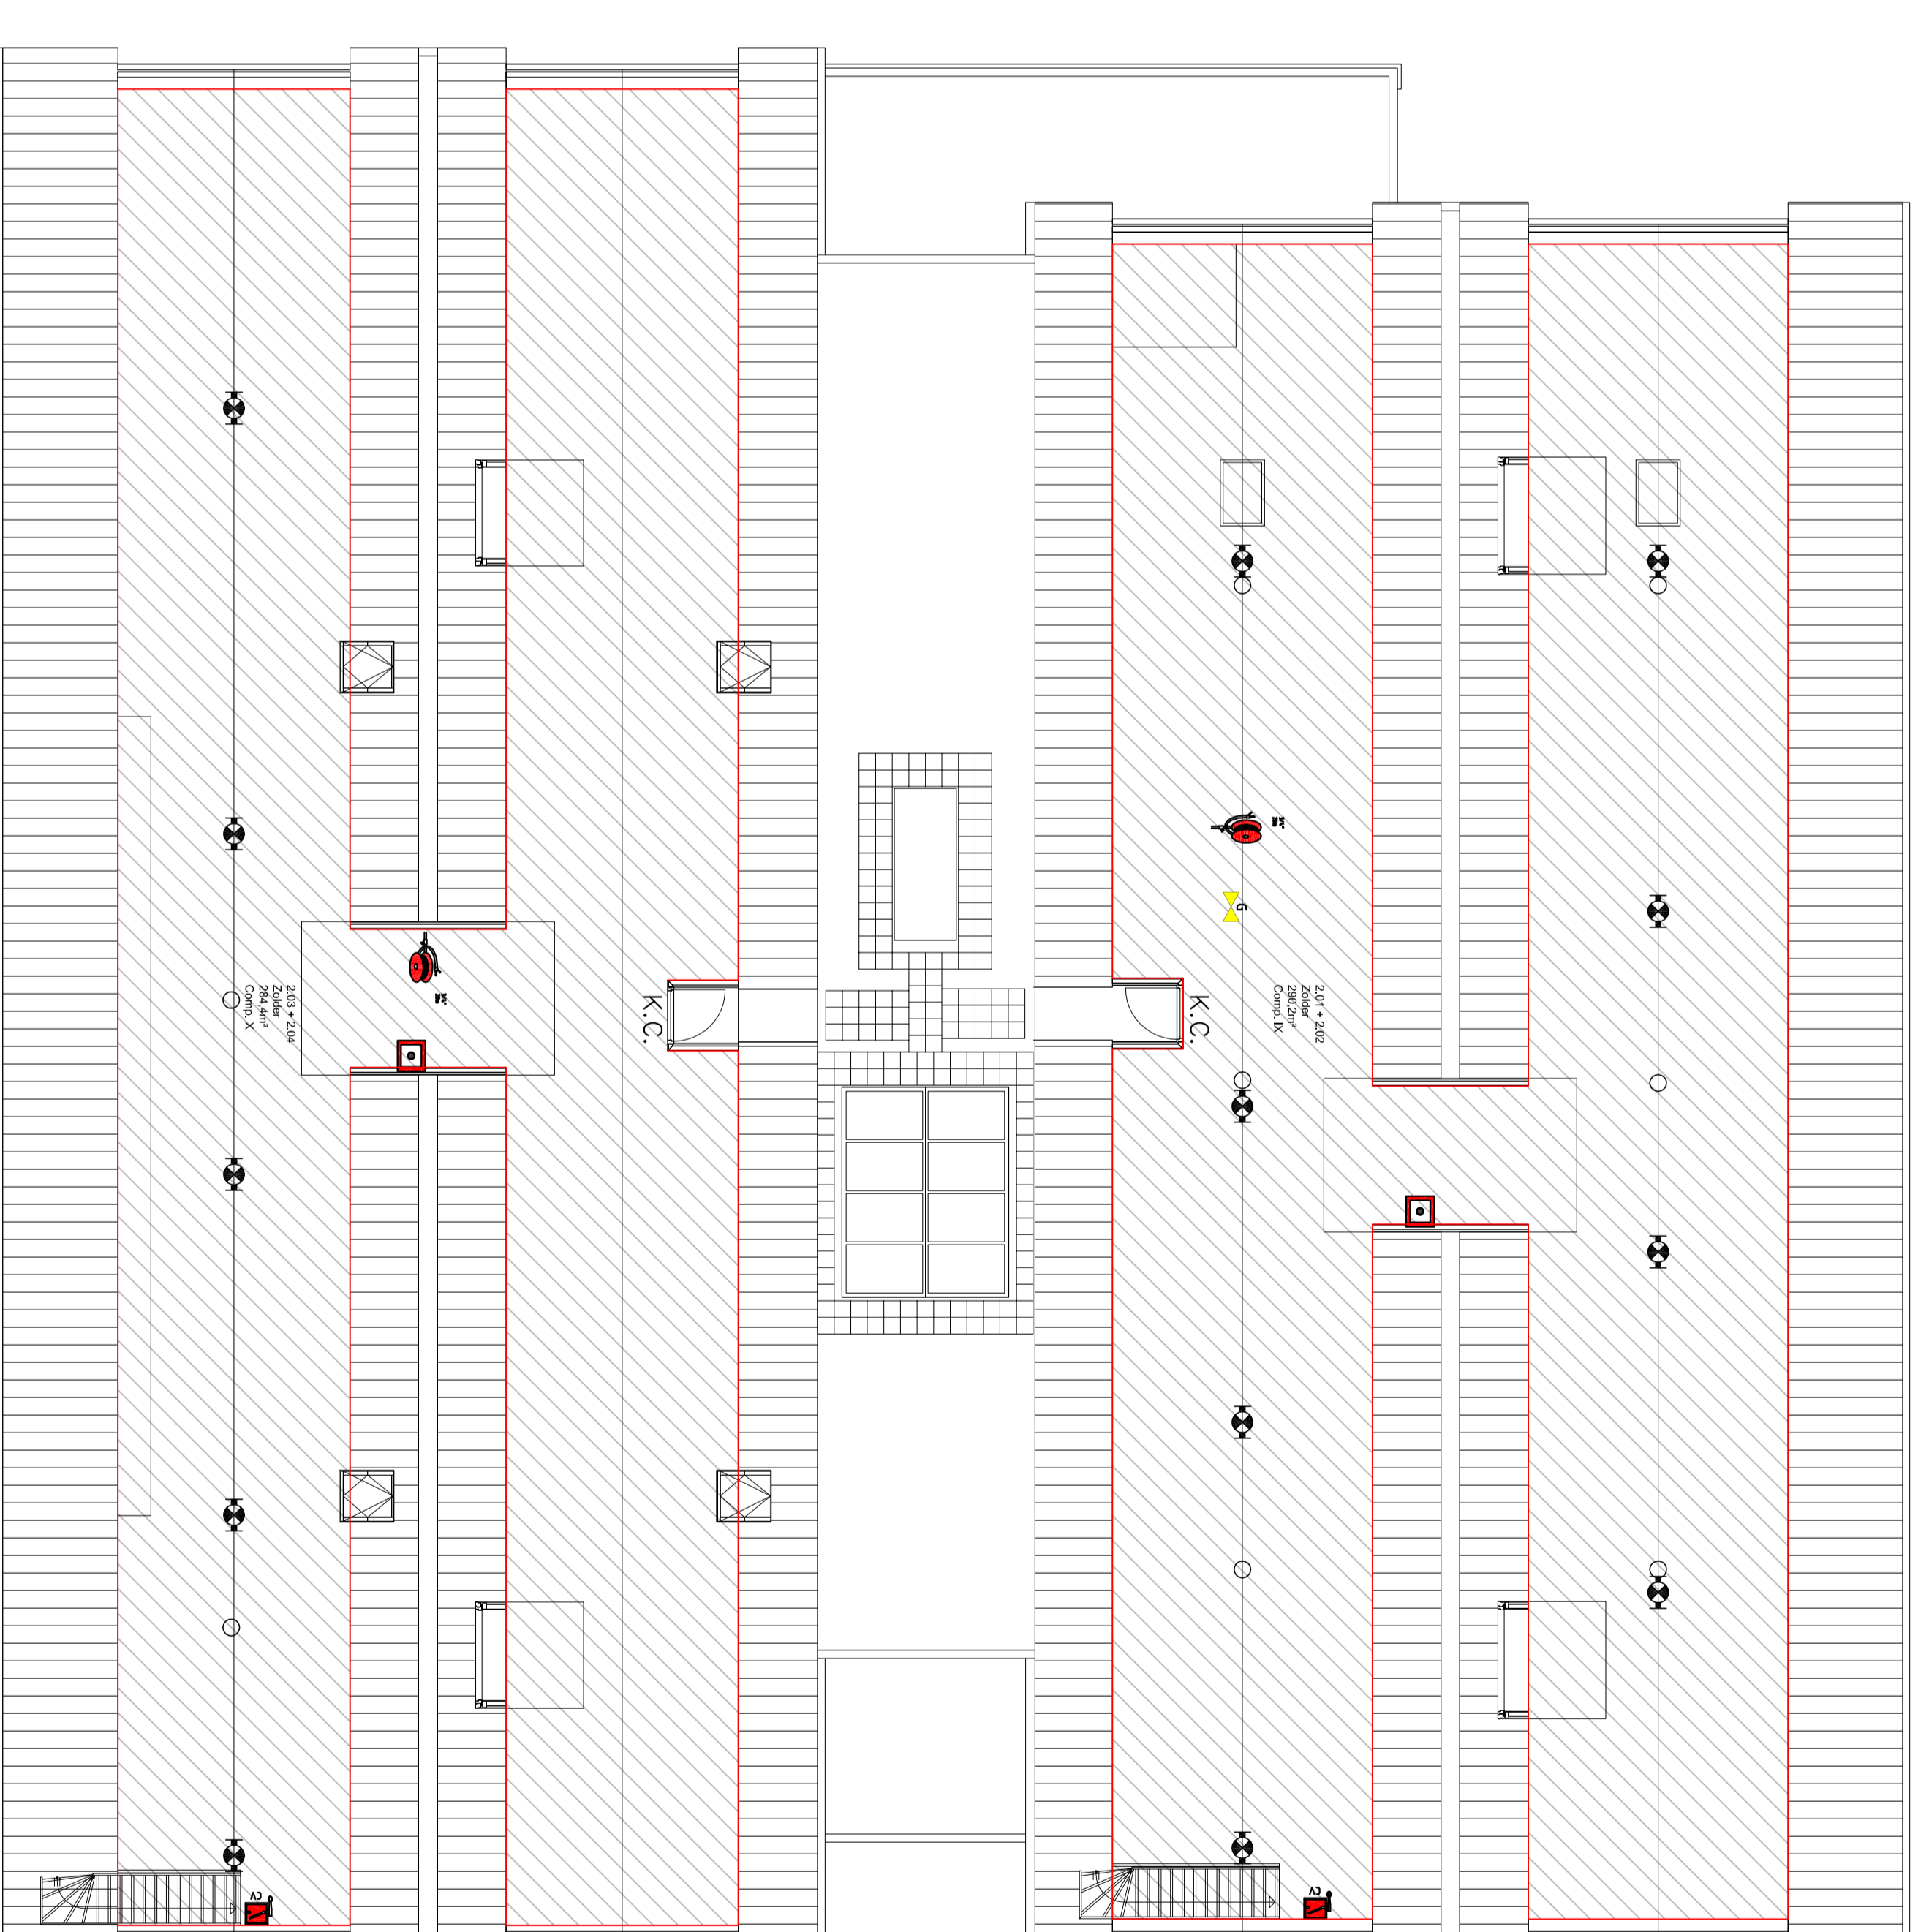 2.03 + 2.04
Zolder
284,4m²
Comp. X
K.C.
K.C.
2.01 + 2.02
Zolder
290,2m²
Comp. IX
G
CV
CV